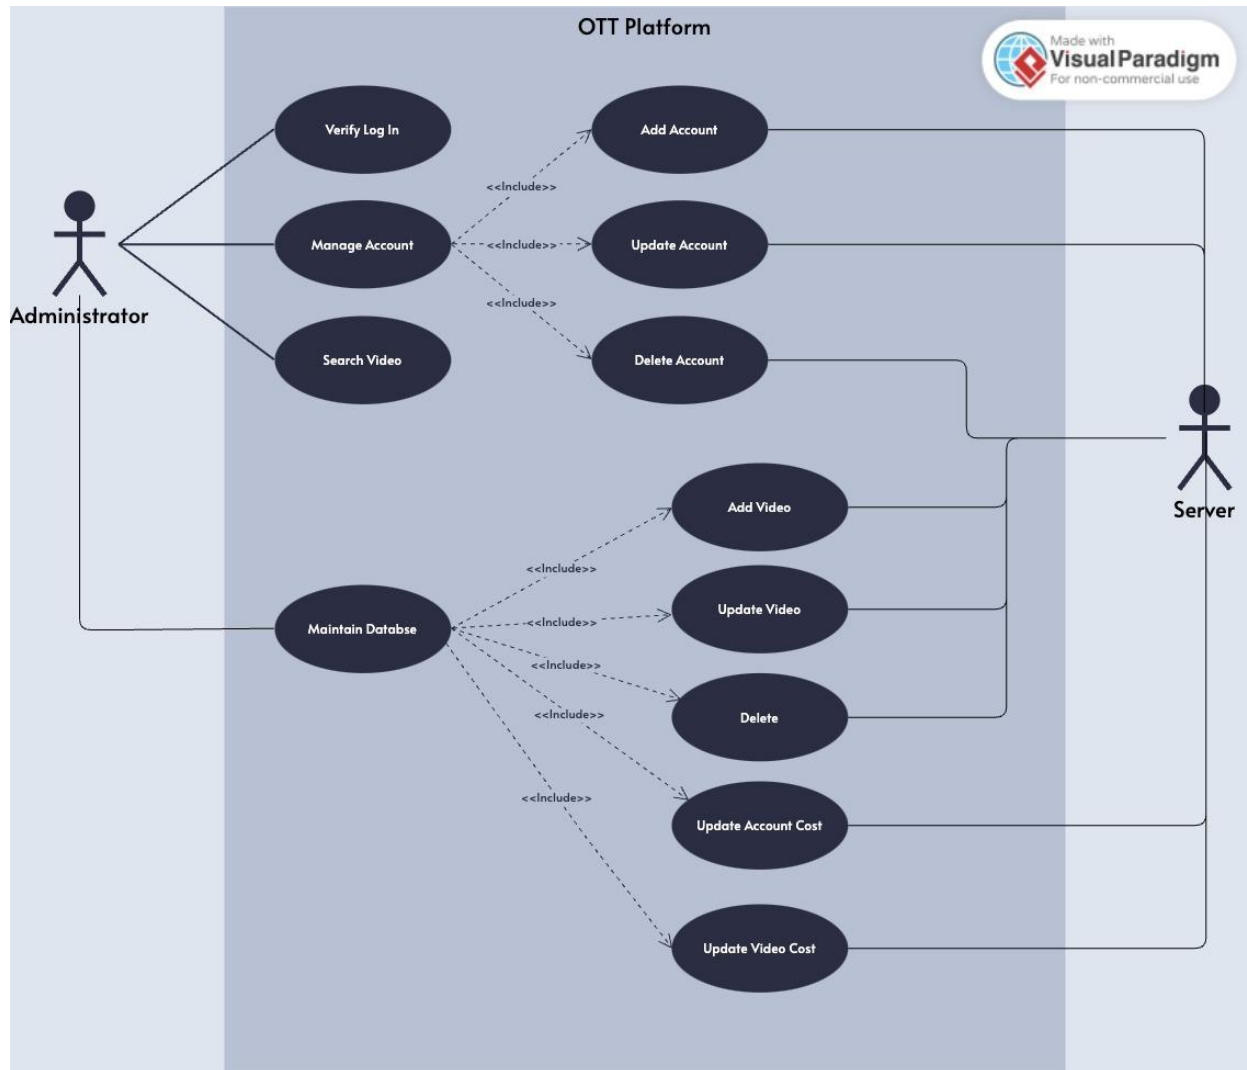 OTT Platform
Made with
Visual Paradigm
For non-commercial use
Verify Log In
Add Account
<<Include>>
Manage Account
<<Include>>
Update Account
<<Include>>
Administrator
Search Video
Delete Account
Add Video
Server
<<Include>>
Update Video
<<Include>>
Maintain Databse
<<Include>>
Delete
<<Include>>
<<Include>>
Update Account Cost
Update Video Cost